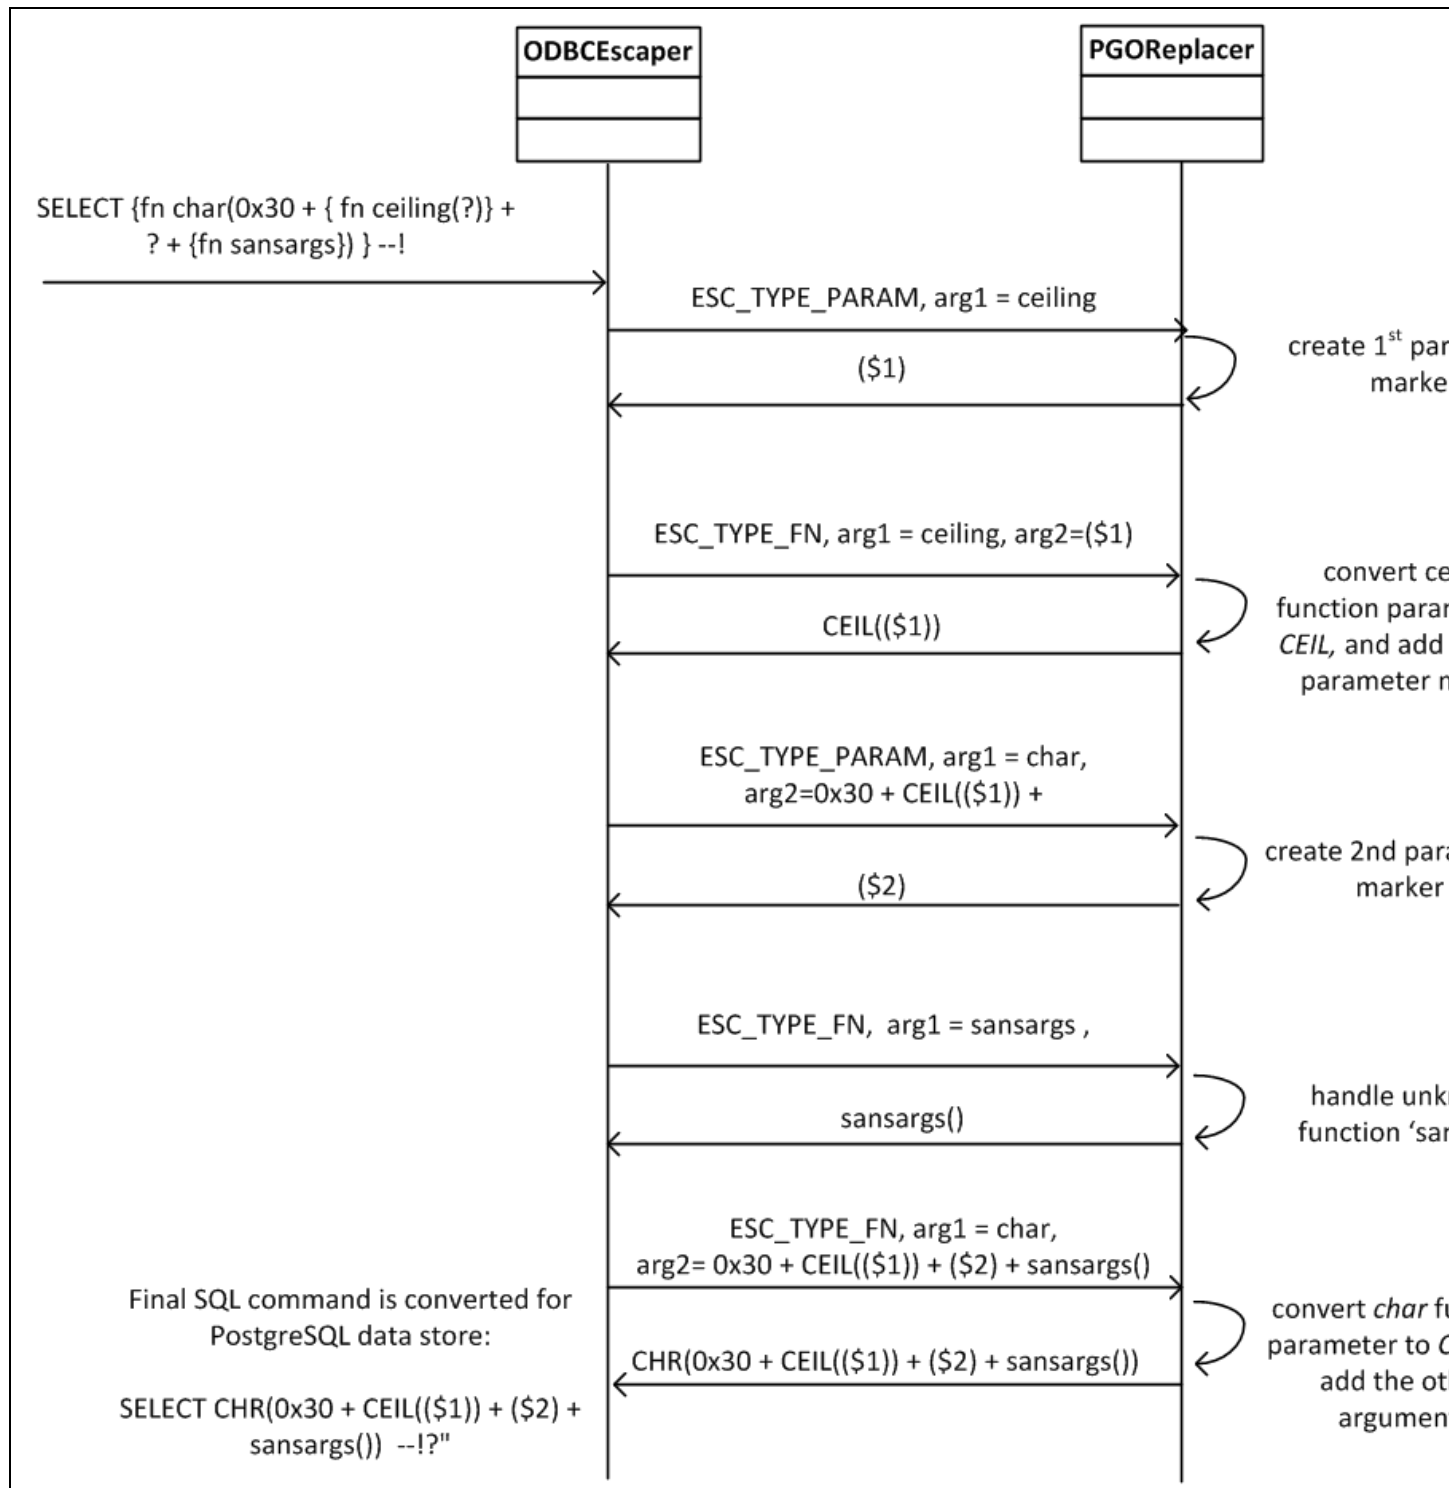 ODBCEscaper
PGOReplacer
SELECT {fn char(0x30 + { fn ceiling(?)} +
? + {fn sansargs}) } --!
ESC_TYPE_PARAM, arg1 = ceiling
create 1st par
marke
($1)
ESC_TYPE_FN, arg1 = ceiling, arg2=($1)
convert ce
function parar
CEIL, and add
parameter
CEIL(($1))
ESC_TYPE_PARAM, arg1 = char,
arg2=0x30 + CEIL(($1)) +
create 2nd para
marker
($2)
ESC_TYPE_FN,  arg1 = sansargs ,
handle unk
function ‘sar
sansargs()
ESC_TYPE_FN, arg1 = char,
arg2= 0x30 + CEIL(($1)) + ($2) + sansargs()
convert char fu
parameter to C
add the ot
argumen
CHR(0x30 + CEIL(($1)) + ($2) + sansargs())
Final SQL command is converted for
PostgreSQL data store:
SELECT CHR(0x30 + CEIL(($1)) + ($2) +
sansargs())  --!?"